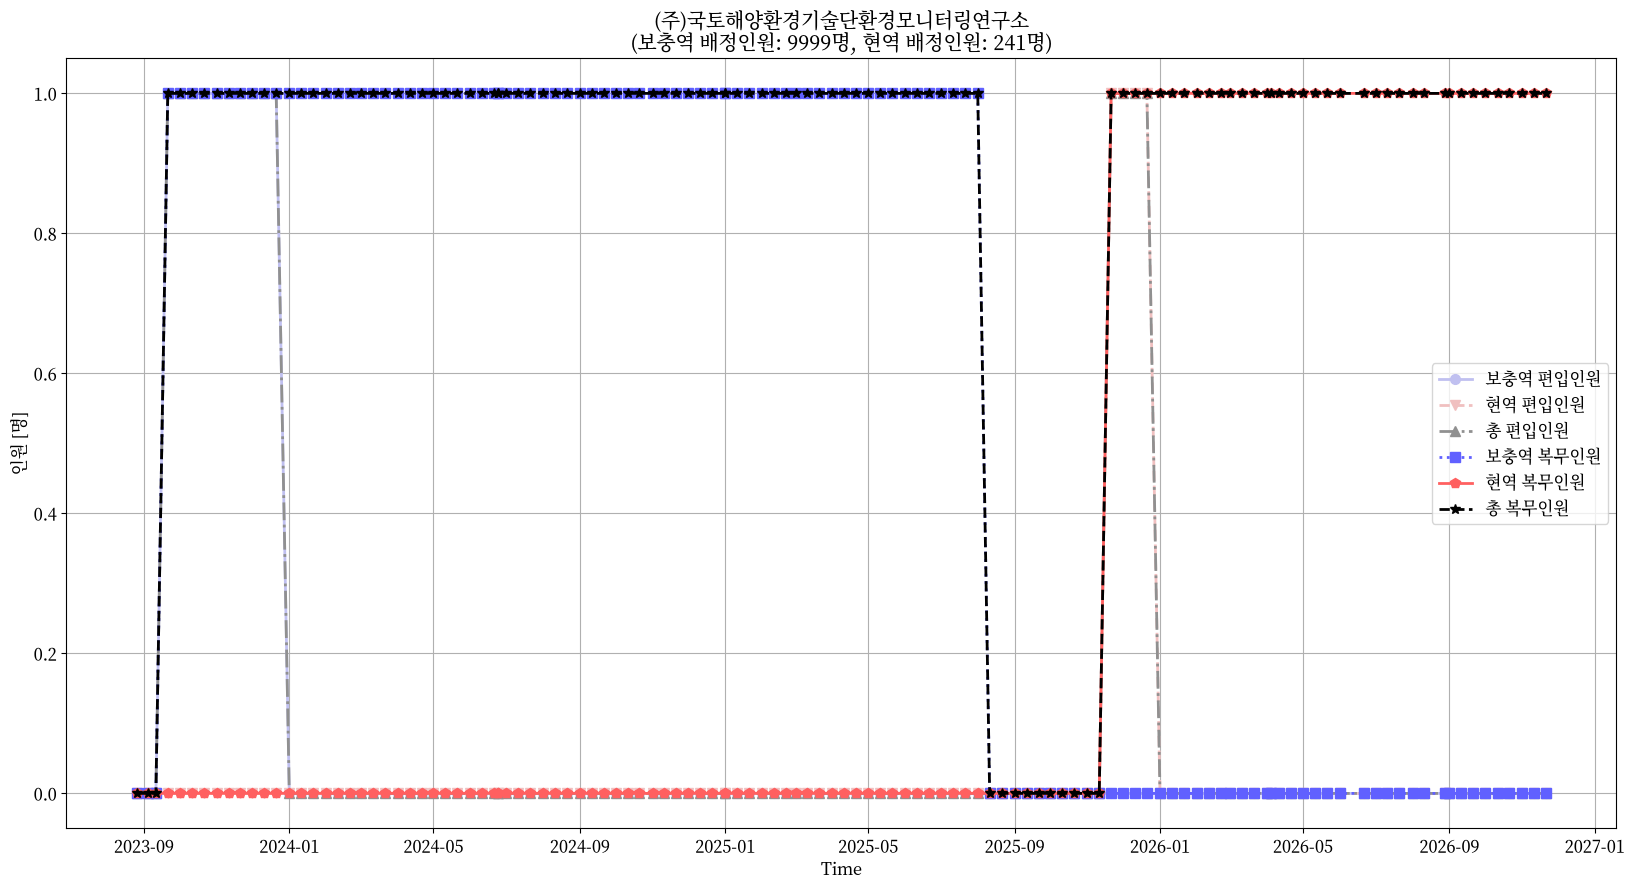 (주)국토해양환경기술단환경모니터링연구소
(보충역 배정인원: 9999명, 현역 배정인원: 241명)
인원 [명]
1.0
0.8
0.6
0.4
0.2
0.0
보충역 편입인원
현역 편입인원
총 편입인원
보충역 복무인원
현역 복무인원
총 복무인원
2023-09
2024-01
2024-05
2024-09
2025-01
2025-05
2025-09
2026-01
2026-05
2026-09
2027-01
Time